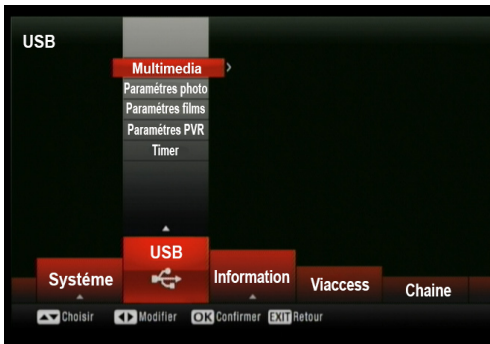 USB
Multimedia
Paramétres photo
Paramétres films
Paramétres PVR
Timer
USB
Systéme
Information
Viaccess
Chaine
Choisir Modifier OK Confirmer EXIT Retour